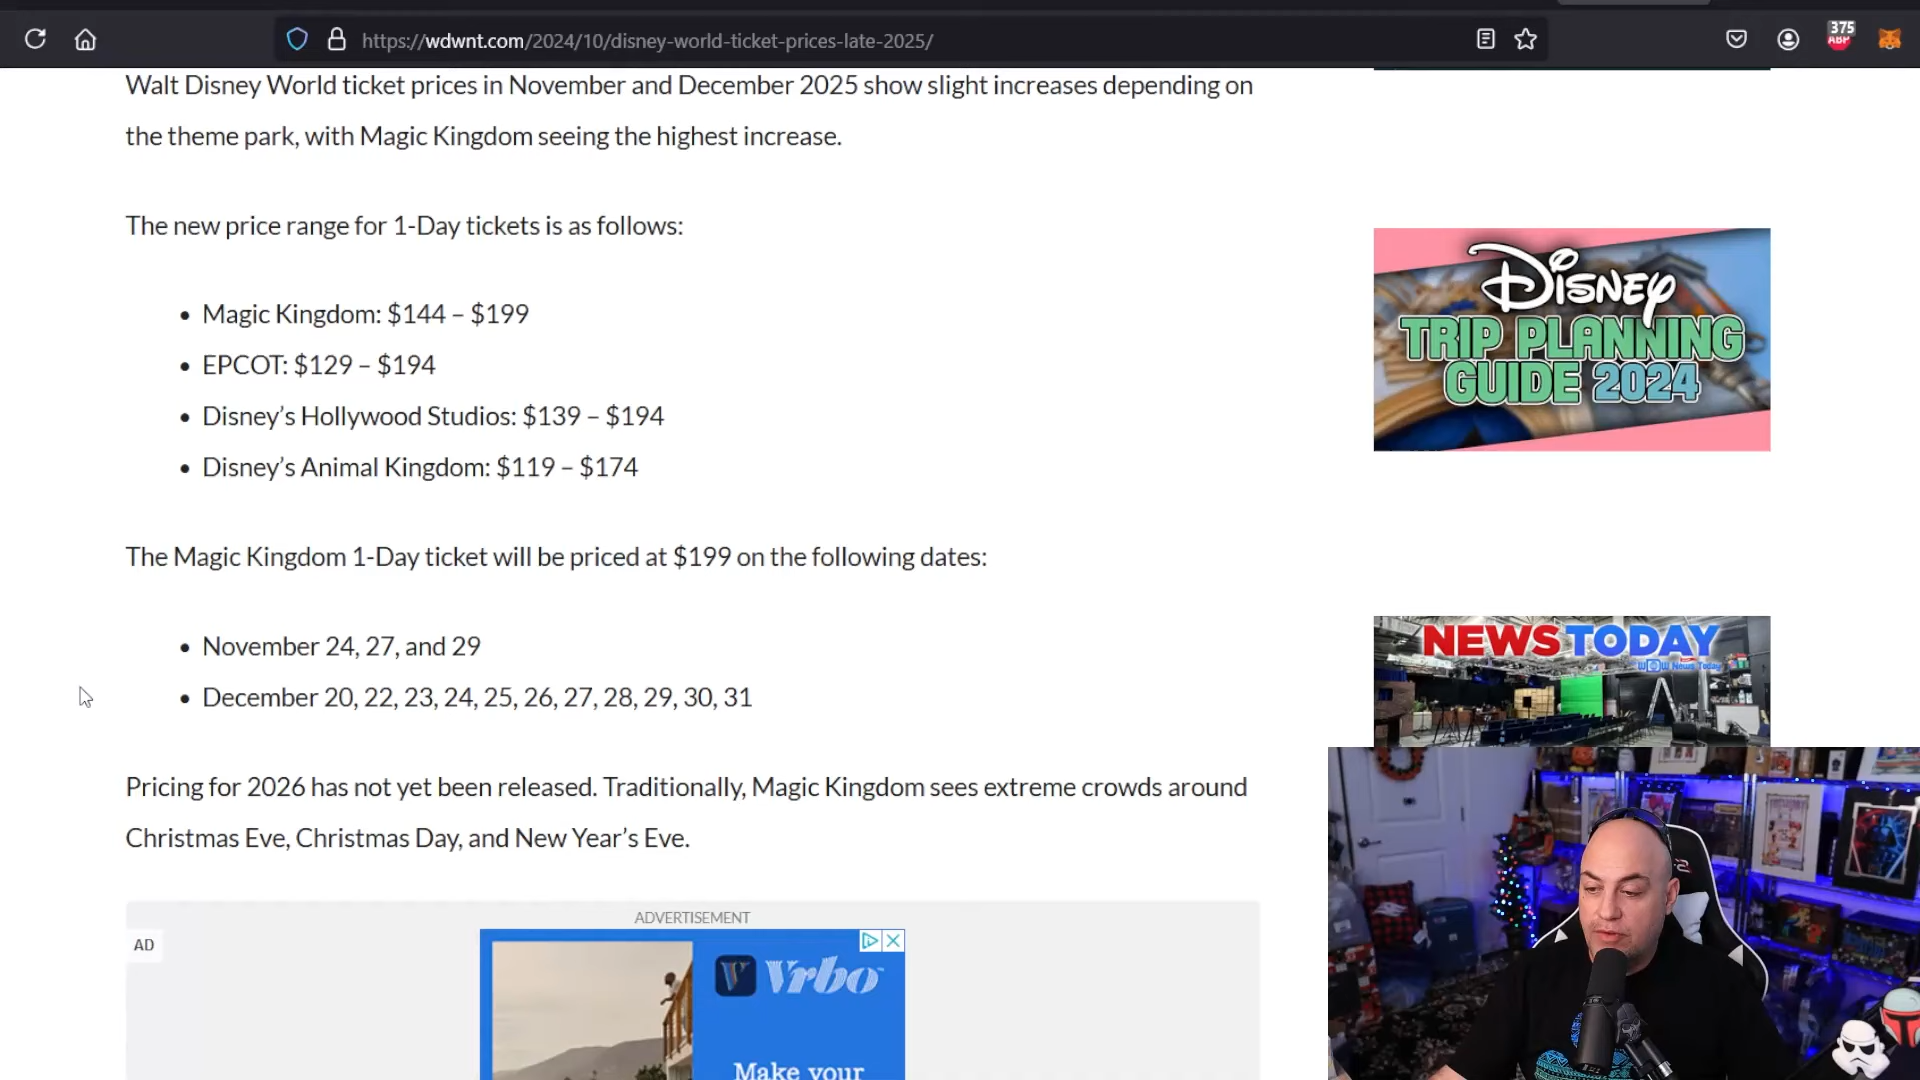 375
ABP
https://wdwnt.com/2024/10/disney-world-ticket-prices-late-2025/
Walt Disney World ticket prices in November and December 2025 show slight increases depending on
the theme park, with Magic Kingdom seeing the highest increase.
The new price range for 1-Day tickets is as follows:
• Magic Kingdom: $144 – $199
• EPCOT: $129 – $194
• Disney’s Hollywood Studios: $139 – $194
• Disney’s Animal Kingdom: $119 – $174
Disney
TRIP PLANNING
GUIDE 2024
The Magic Kingdom 1-Day ticket will be priced at $199 on the following dates:
• November 24, 27, and 29
• December 20, 22, 23, 24, 25, 26, 27, 28, 29, 30, 31
NEWS TODAY
News Today
Pricing for 2026 has not yet been released. Traditionally, Magic Kingdom sees extreme crowds around
Christmas Eve, Christmas Day, and New Year’s Eve.
ADVERTISEMENT
AD
Vrbo
Make your